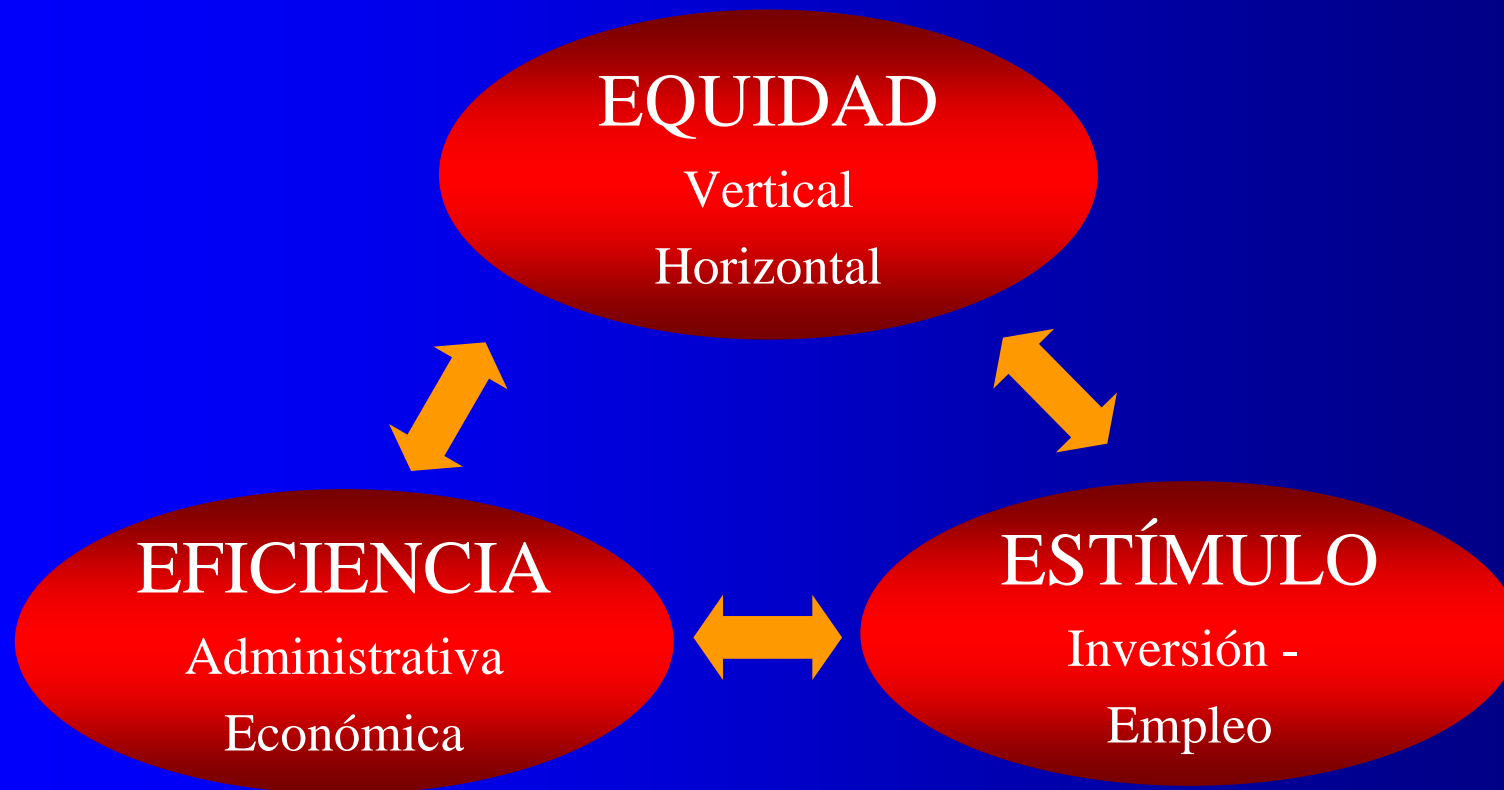 EQUIDAD
Vertical
Horizontal
EFICIENCIA
Administrativa
Económica
ESTÍMULO
Inversión -
Empleo